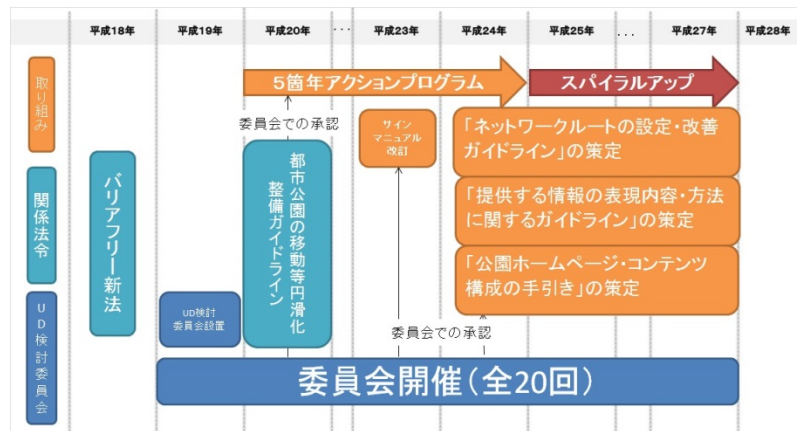 平成18年
平成19年
平成20年
...
平成23年
平成24年
平成25年
...
平成27年
平成28年
取り組み
5箇年アクションプログラム
スパイラルアップ
委員会での承認
サイン
マニュアル
改訂
「ネットワークルートの設定・改善
ガイドライン」の策定
関係法令
バリアフリー新法
都市公園の移動等円滑化
整備ガイドライン
「提供する情報の表現内容・方法
に関するガイドライン」の策定
「公園ホームページ・コンテンツ
構成の手引き」の策定
UD検討委員会
UD検討
委員会設置
委員会での承認
委員会開催(全20回)